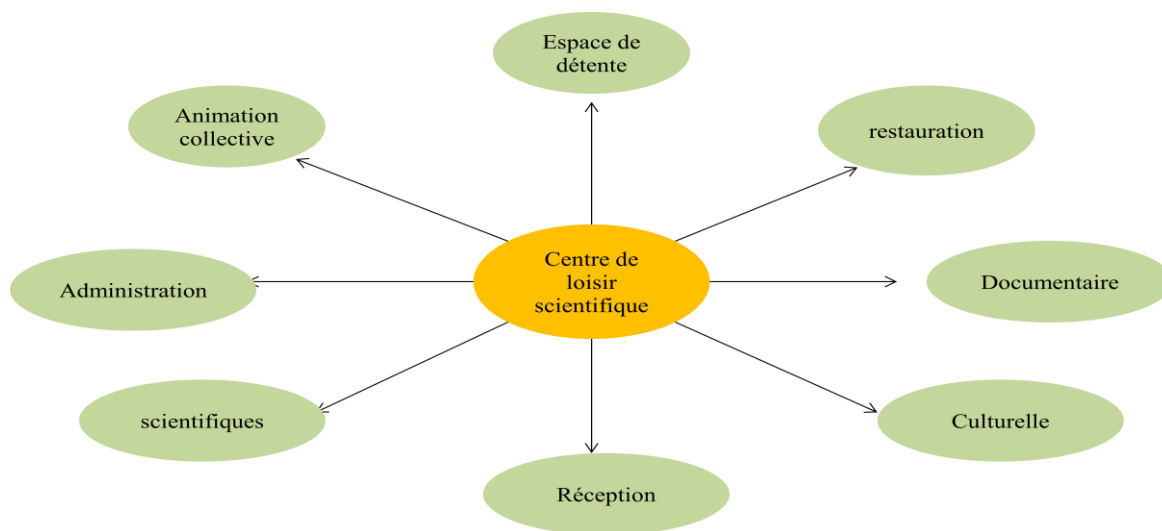 Espace de
détente
Animation
collective
restauration
Centre de
loisir
scientifique
Administration
Documentaire
scientifiques
Culturelle
Réception